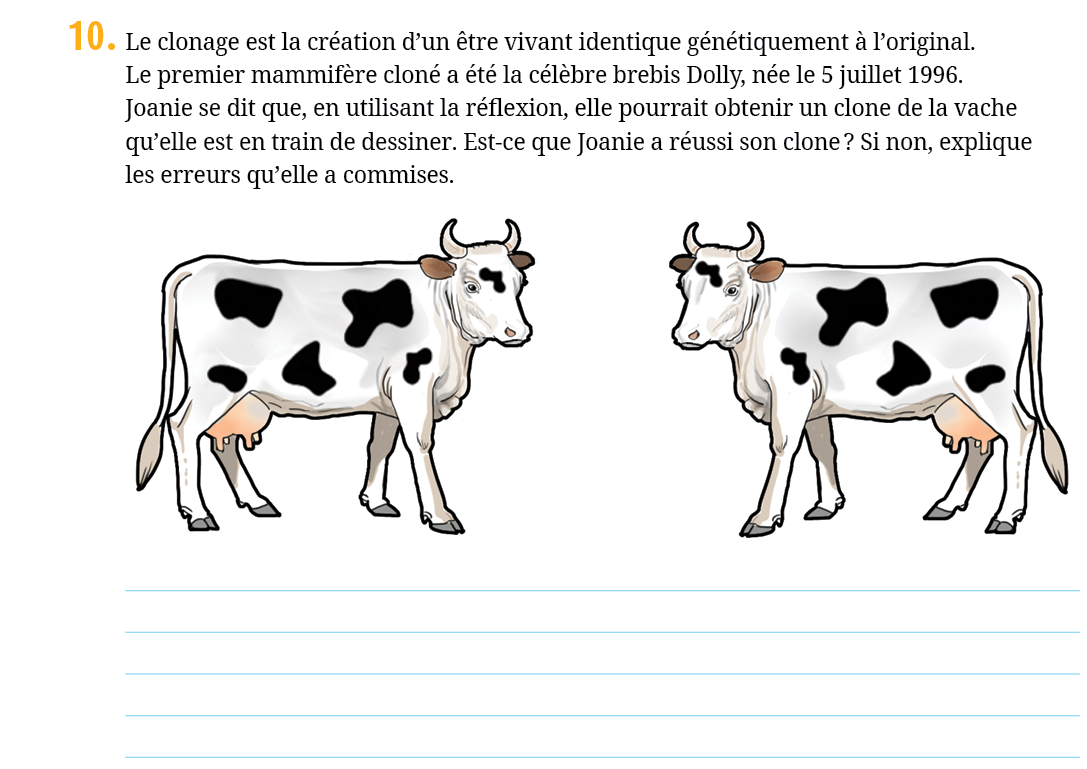 10. Le clonage est la création d’un être vivant identique génétiquement à l’original.
Le premier mammifère cloné a été la célèbre brebis Dolly, née le 5 juillet 1996.
Joanie se dit que, en utilisant la réflexion, elle pourrait obtenir un clone de la vache
qu’elle est en train de dessiner. Est-ce que Joanie a réussi son clone ? Si non, explique
les erreurs qu’elle a commises.